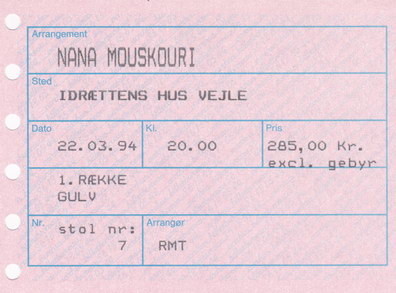 Arrangement
NANA MOUSKOURI
Sted
IDRÆTTENS HUS VEJLE
Dato Kl. Pris
22.03.94 20.00 285,00 Kr.
excl. gebyr
1. RÆKKE
GULV
Nr. Arrangør
stol nr:
7 RMT